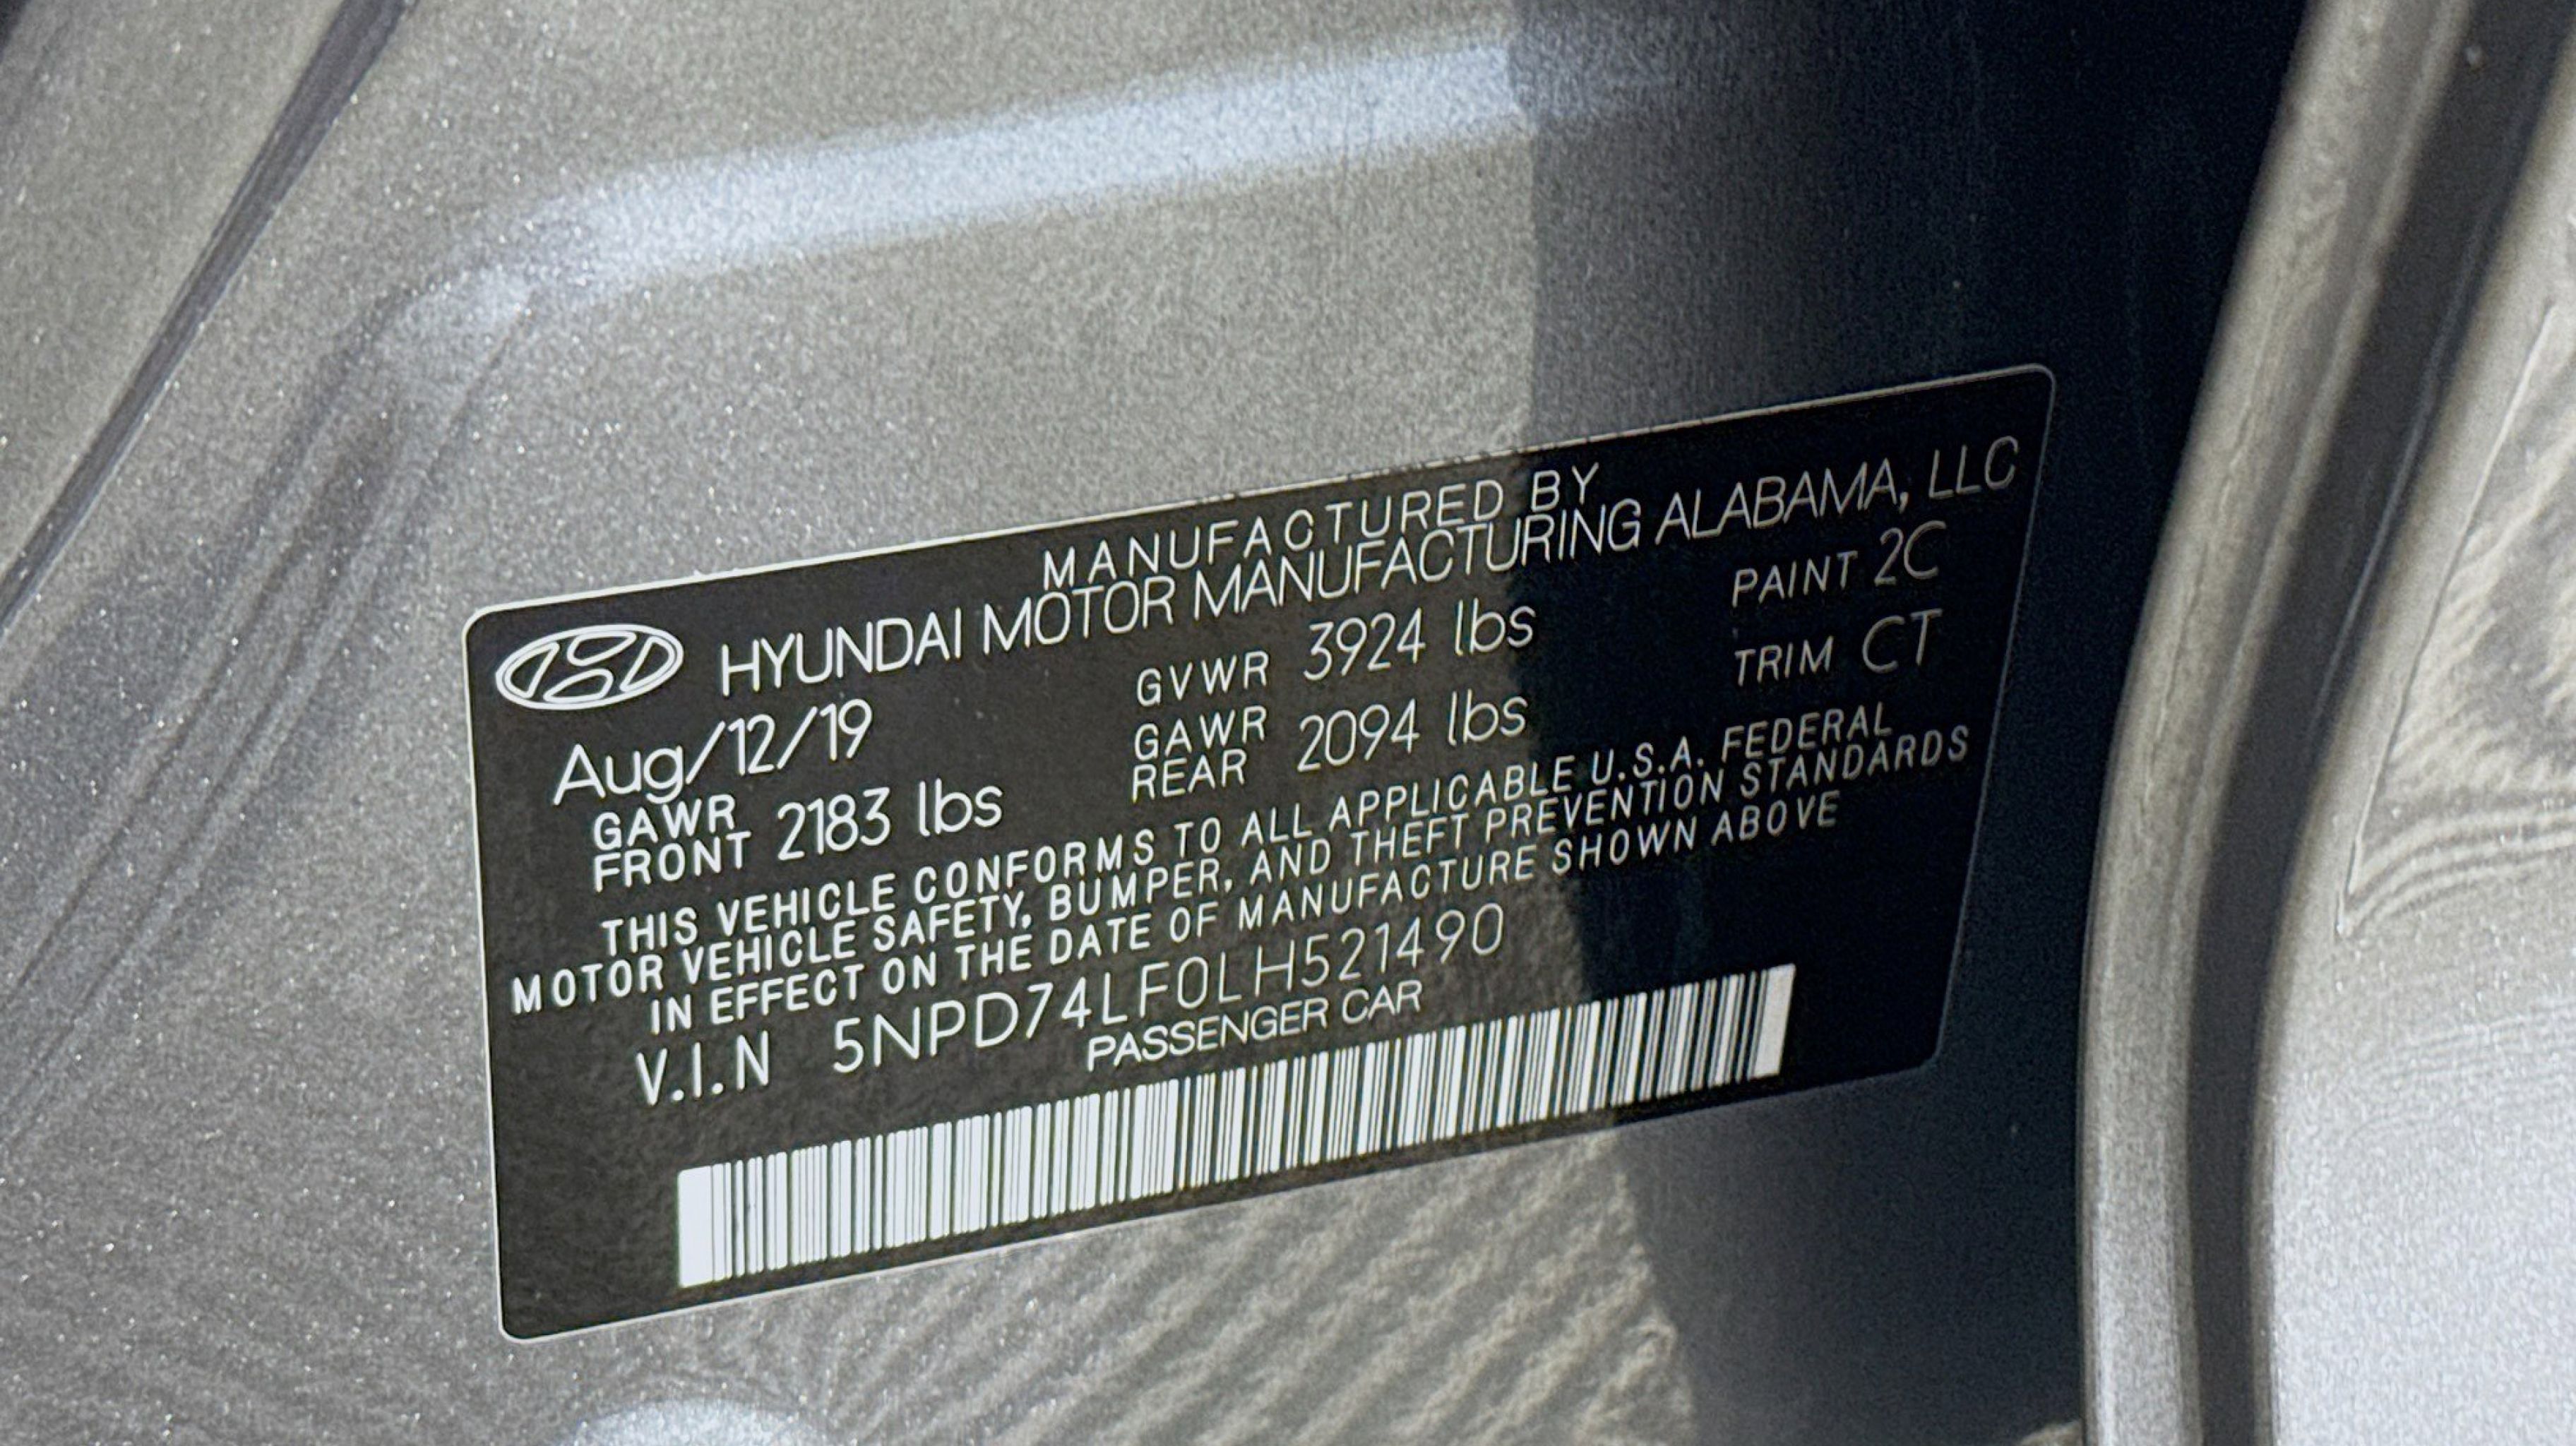 MANUFACTURED BY
HYUNDAI MOTOR MANUFACTURING ALABAMA, LLC
Aug/12/19 GVWR 3924 lbs PAINT 2C
GAWR FRONT 2183 lbs GAWR REAR 2094 lbs TRIM CT
THIS VEHICLE CONFORMS TO ALL APPLICABLE U.S.A. FEDERAL
MOTOR VEHICLE SAFETY, BUMPER, AND THEFT PREVENTION STANDARDS
IN EFFECT ON THE DATE OF MANUFACTURE SHOWN ABOVE
V.I.N 5NPD74LF0LH521490
PASSENGER CAR